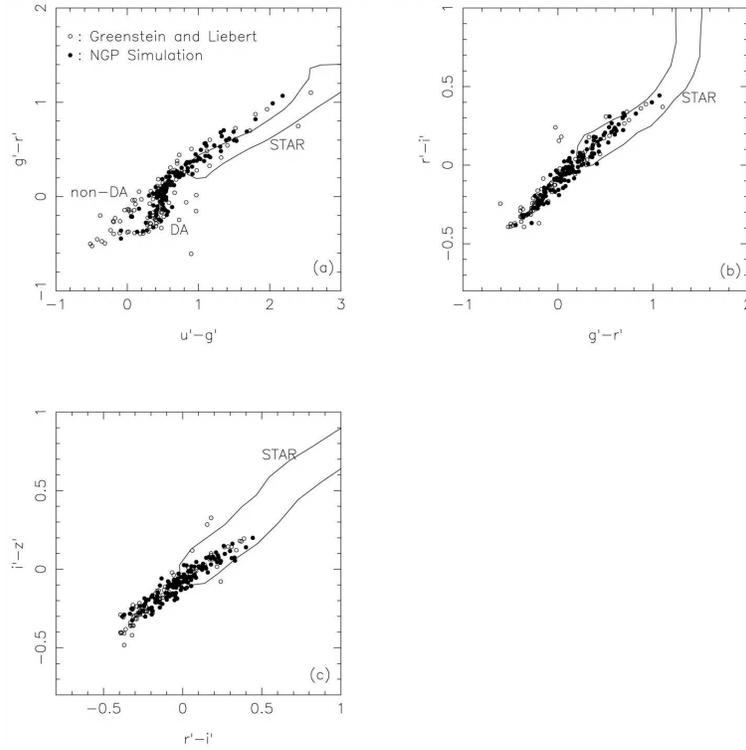 ○ : Greenstein and Liebert
● : NGP Simulation
2
1
0
−1
g'−r'
non−DA
DA
STAR
(a)
−1
0
1
2
3
u'−g'
1
0.5
0
−0.5
r'−i'
STAR
(b)
−1
0
1
2
g'−r'
1
0.5
0
−0.5
i'−z'
STAR
(c)
−0.5
0
0.5
1
r'−i'